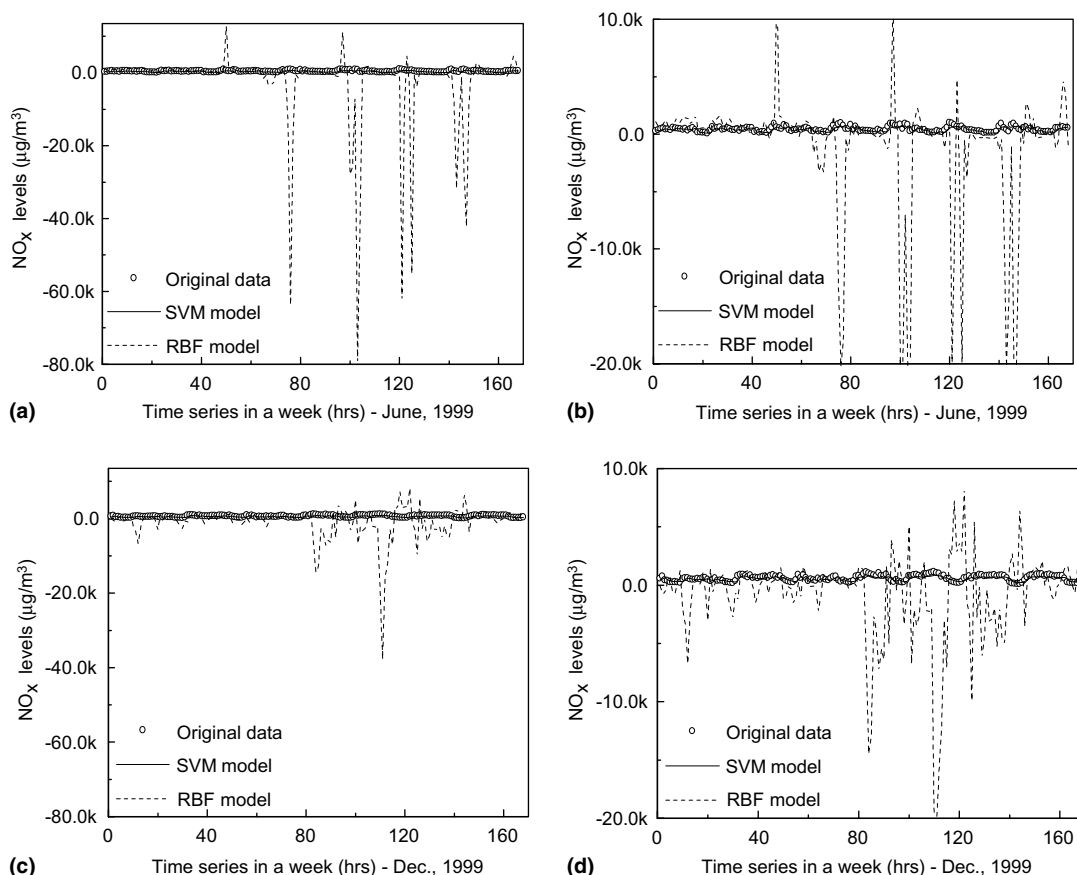 0.0
-20.0k
-40.0k
-60.0k
-80.0k
NOx levels (µg/m³)
Original data
SVM model
RBF model
0 40 80 120 160
(a) Time series in a week (hrs) - June, 1999
10.0k
0.0
-10.0k
-20.0k
NOx levels (µg/m³)
Original data
SVM model
RBF model
0 40 80 120 160
(b) Time series in a week (hrs) - June, 1999
0.0
-20.0k
-40.0k
-60.0k
-80.0k
NOx levels (µg/m³)
Original data
SVM model
RBF model
0 40 80 120 160
(c) Time series in a week (hrs) - Dec., 1999
10.0k
0.0
-10.0k
-20.0k
NOx levels (µg/m³)
Original data
SVM model
RBF model
0 40 80 120 160
(d) Time series in a week (hrs) - Dec., 1999